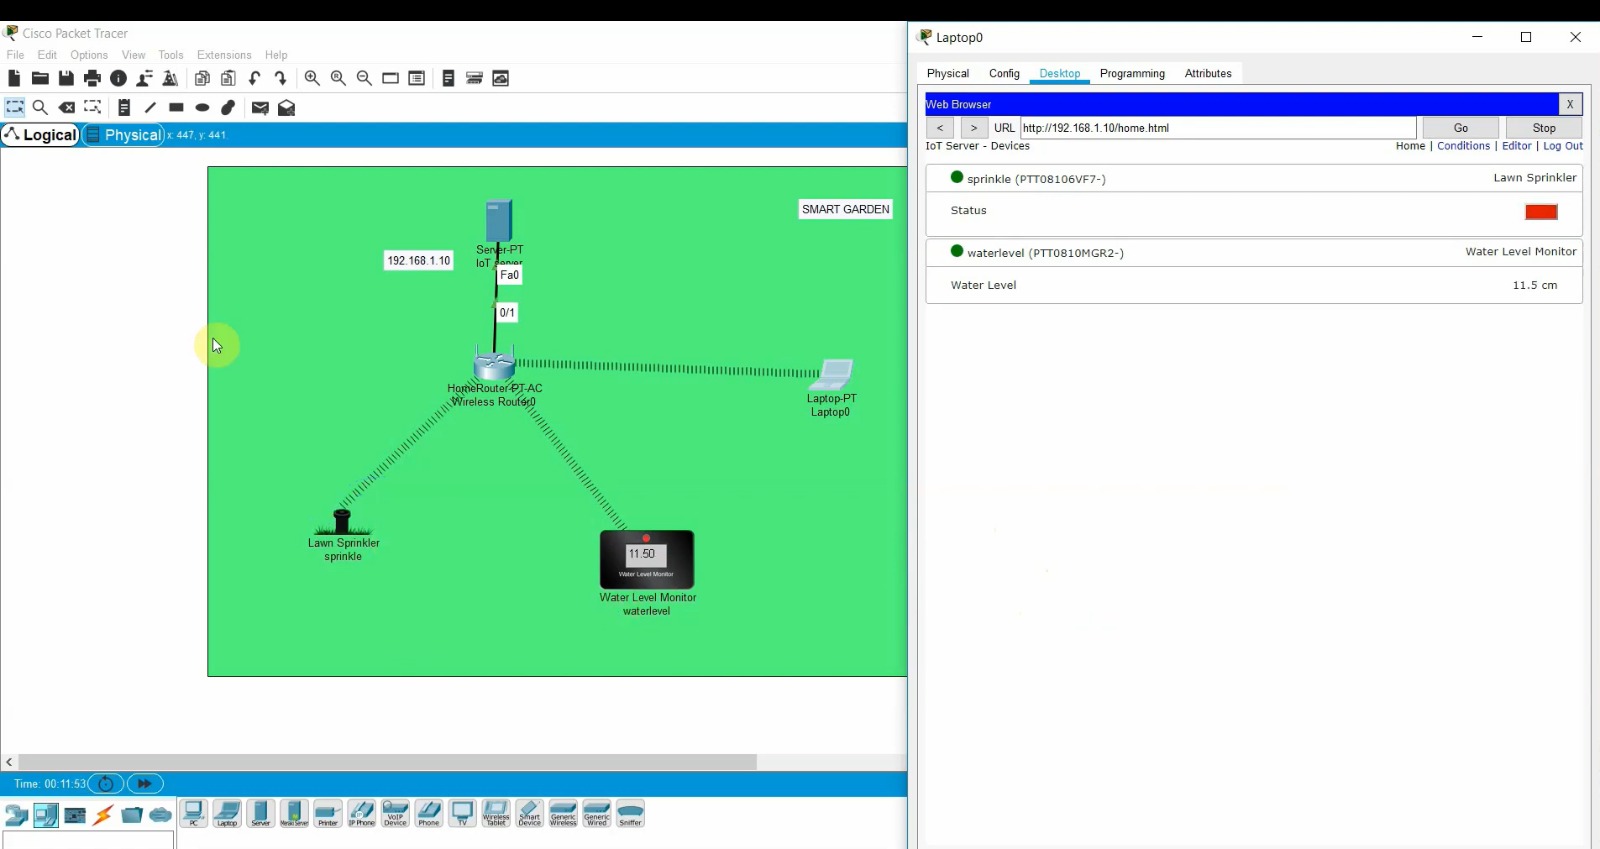 Cisco Packet Tracer
File Edit Options View Tools Extensions Help
Logical Physical x: 447, y: 441
SMART GARDEN
Server-PT
IoT server
192.168.1.10
Fa0
0/1
HomeRouter-PT-AC
Wireless Router0
Laptop-PT
Laptop0
Lawn Sprinkler
sprinkle
11.50
Water Level Monitor
Water Level Monitor
waterlevel
Time: 00:11:53
PC Laptop Server Meraki Server Printer IP Phone VoIP Device Phone TV Wireless Tablet Smart Device Generic Wireless Generic Wired Sniffer
Laptop0
Physical Config Desktop Programming Attributes
Web Browser X
< > URL http://192.168.1.10/home.html Go Stop
IoT Server - Devices Home | Conditions | Editor | Log Out
sprinkle (PTT08106VF7-) Lawn Sprinkler
Status
waterlevel (PTT0810MGR2-) Water Level Monitor
Water Level 11.5 cm